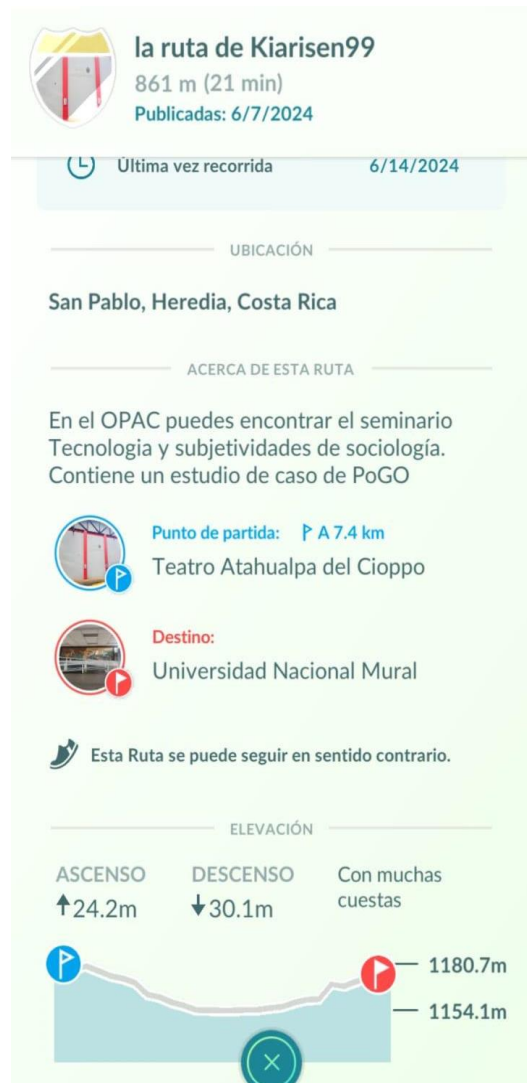 la ruta de Kiarisen99
861 m (21 min)
Publicadas: 6/7/2024
Última vez recorrida 6/14/2024
UBICACIÓN
San Pablo, Heredia, Costa Rica
ACERCA DE ESTA RUTA
En el OPAC puedes encontrar el seminario
Tecnologia y subjetividades de sociología.
Contiene un estudio de caso de PoGO
Punto de partida: A 7.4 km
Teatro Atahualpa del Cioppo
Destino:
Universidad Nacional Mural
Esta Ruta se puede seguir en sentido contrario.
ELEVACIÓN
ASCENSO DESCENSO Con muchas
↑24.2m ↓30.1m cuestas
1180.7m
1154.1m